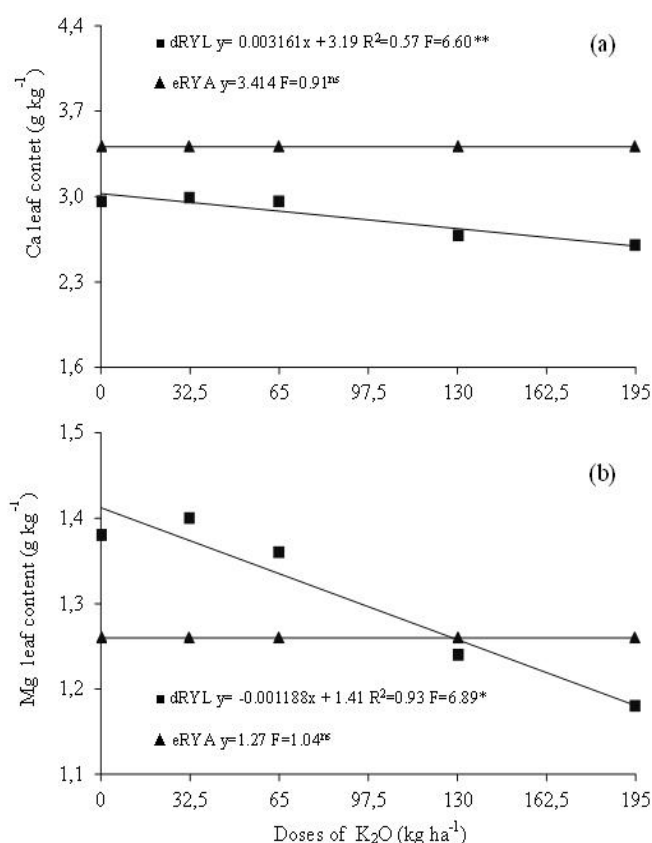 4,4
(a)
■ dRYL y= 0.003161x + 3.19 R²=0.57 F=6.60**
▲ eRYA y=3.414 F=0.91ⁿˢ
3,7
3,0
2,3
1,6
Ca leaf contet (g kg⁻¹)
0 32,5 65 97,5 130 162,5 195
1,5
(b)
1,4
1,3
1,2
1,1
Mg leaf content (g kg⁻¹)
■ dRYL y= -0.001188x + 1.41 R²=0.93 F=6.89*
▲ eRYA y=1.27 F=1.04ⁿˢ
0 32,5 65 97,5 130 162,5 195
Doses of K₂O (kg ha⁻¹)